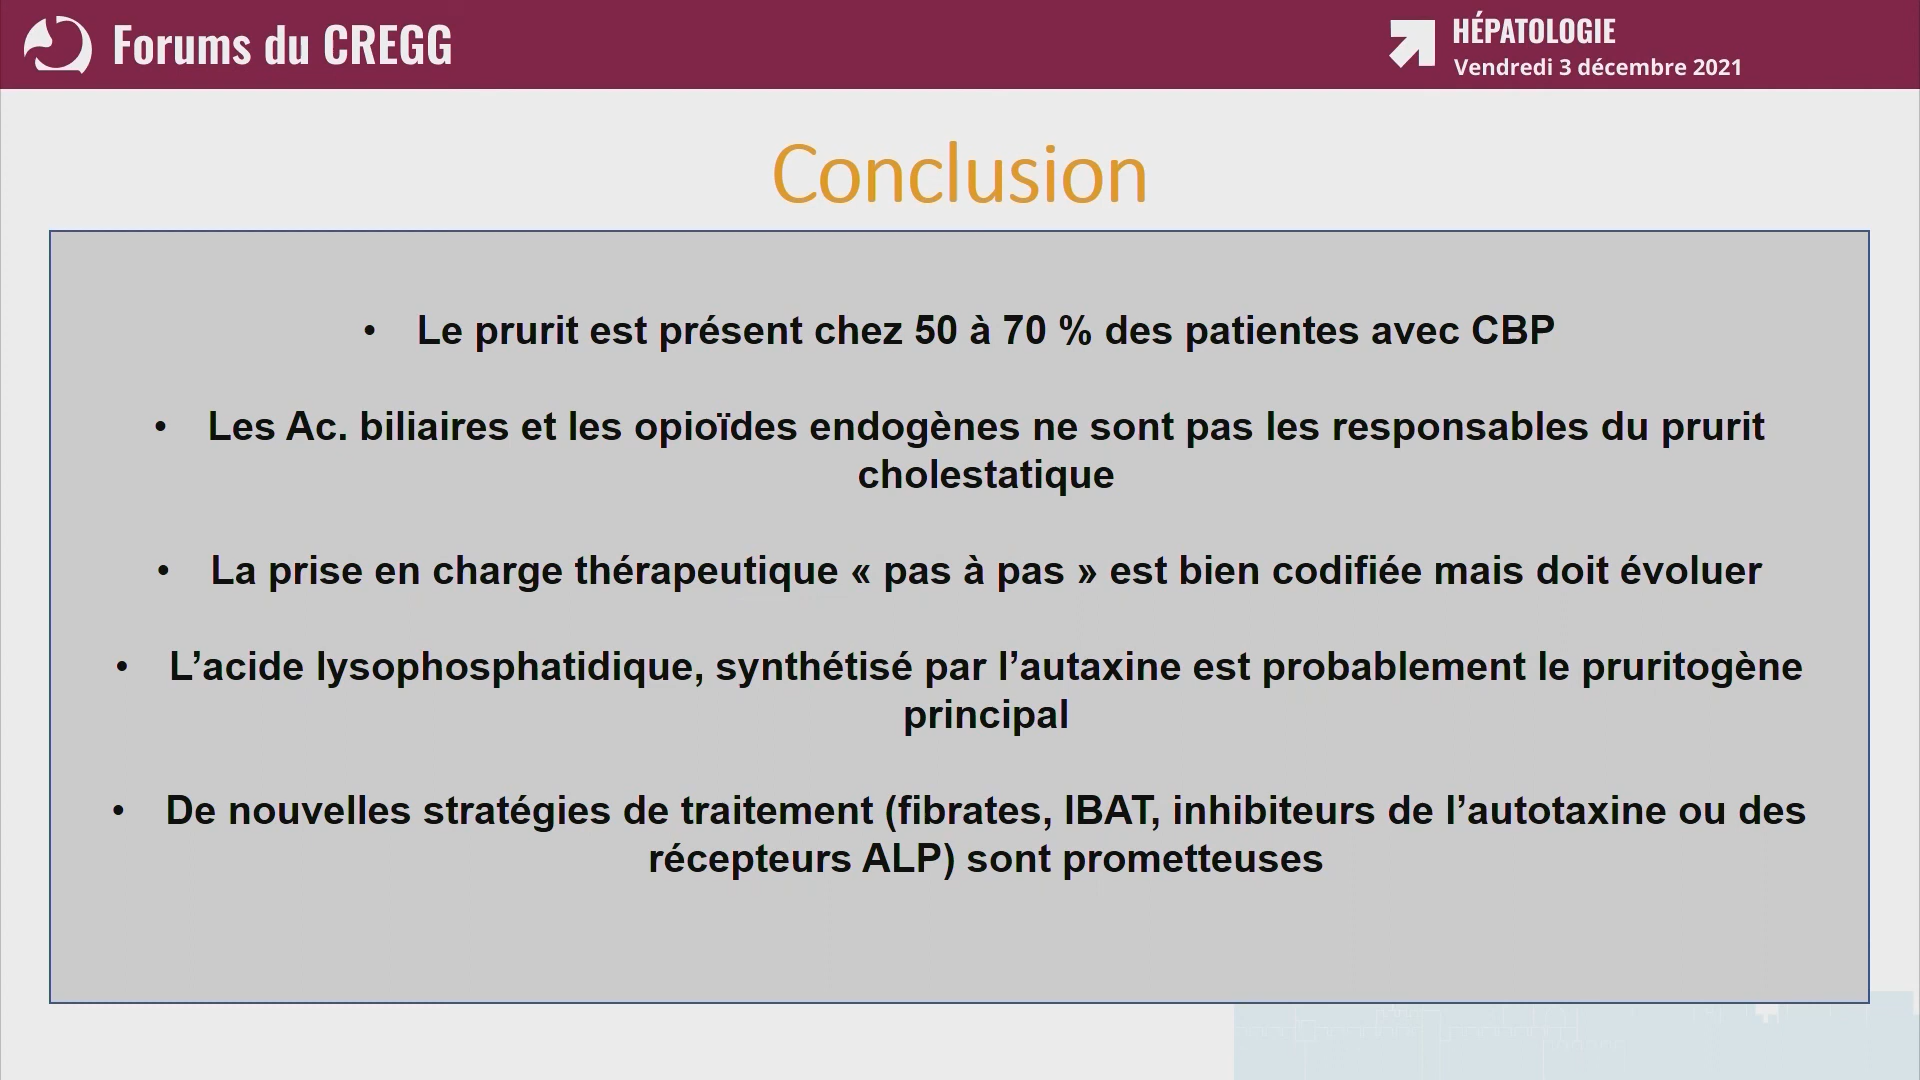 Forums du CREGG
HÉPATOLOGIE
Vendredi 3 décembre 2021
Conclusion
• Le prurit est présent chez 50 à 70 % des patientes avec CBP
• Les Ac. biliaires et les opioïdes endogènes ne sont pas les responsables du prurit
cholestatique
• La prise en charge thérapeutique « pas à pas » est bien codifiée mais doit évoluer
• L’acide lysophosphatidique, synthétisé par l’autaxine est probablement le pruritogène
principal
• De nouvelles stratégies de traitement (fibrates, IBAT, inhibiteurs de l’autotaxine ou des
récepteurs ALP) sont prometteuses